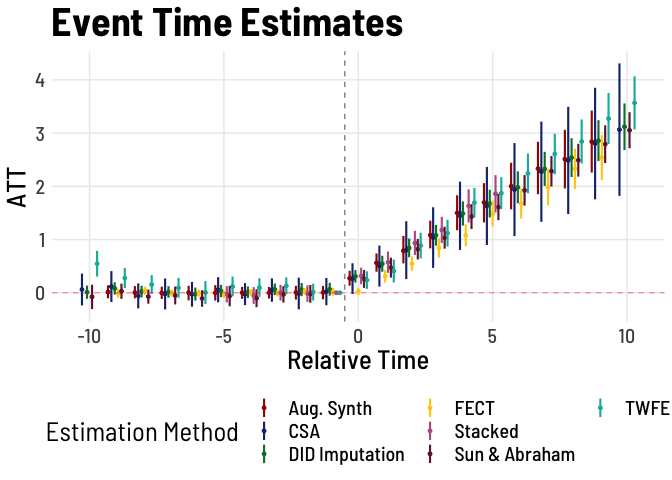 Event Time Estimates
4
3
2
1
0
ATT
-10
-5
0
5
10
Relative Time
Estimation Method
Aug. Synth
CSA
DID Imputation
FECT
Stacked
Sun & Abraham
TWFE